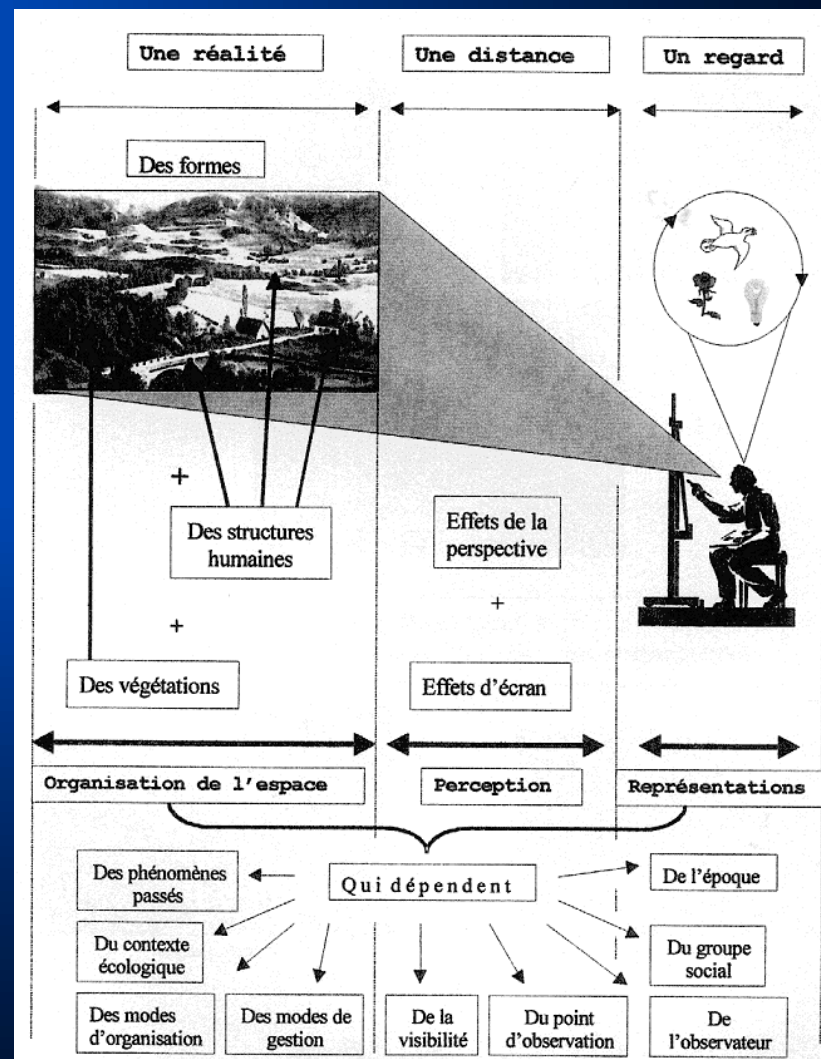 Une réalité
Une distance
Un regard
Des formes
+
Des structures
humaines
Effets de la
perspective
+
+
Des végétations
Effets d'écran
Organisation de l'espace
Perception
Représentations
Qui dépendent
Des phénomènes
passés
De l'époque
Du contexte
écologique
Du groupe
social
Des modes
d'organisation
Des modes de
gestion
De la
visibilité
Du point
d'observation
De
l'observateur